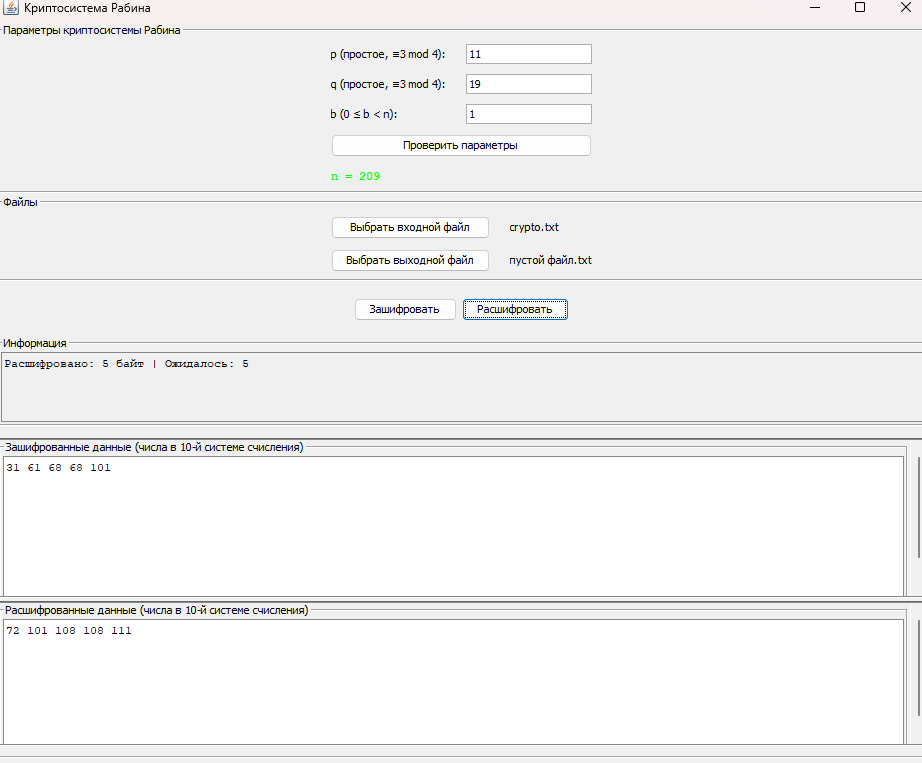 Криптосистема Рабина
Параметры криптосистемы Рабина
p (простое, ≡3 mod 4): 11
q (простое, ≡3 mod 4): 19
b (0 ≤ b < n): 1
Проверить параметры
n = 209
Файлы
Выбрать входной файл crypto.txt
Выбрать выходной файл пустой файл.txt
Зашифровать Расшифровать
Информация
Расшифровано: 5 байт | Ожидалось: 5
Зашифрованные данные (числа в 10-й системе счисления)
31 61 68 68 101
Расшифрованные данные (числа в 10-й системе счисления)
72 101 108 108 111